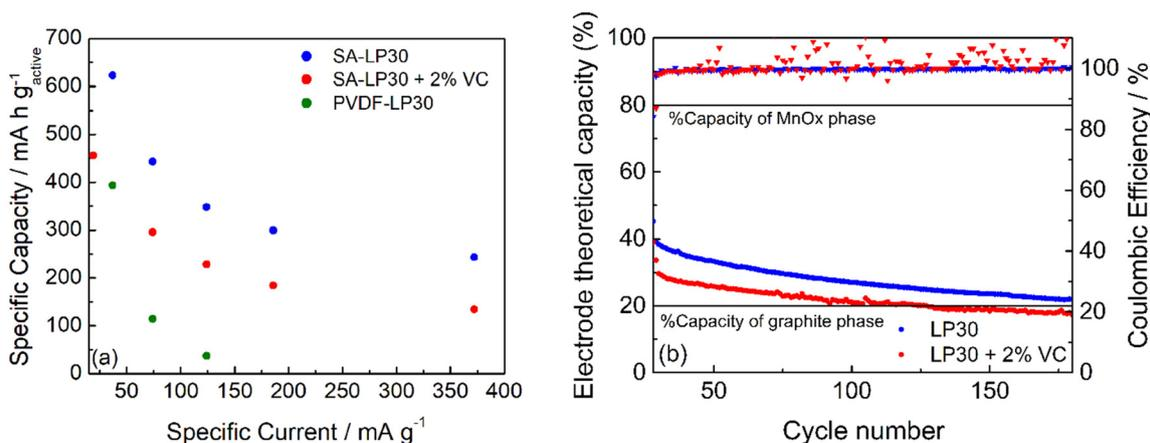 Specific Capacity / mA h g⁻¹active
700
600
500
400
300
200
100
0
SA-LP30
SA-LP30 + 2% VC
PVDF-LP30
(a)
50 100 150 200 250 300 350 400
Specific Current / mA g⁻¹
(b)
Electrode theoretical capacity (%)
100
80
60
40
20
0
%Capacity of MnOx phase
%Capacity of graphite phase
LP30
LP30 + 2% VC
(b)
50 100 150
Cycle number
100
80
60
40
20
0
Coulombic Efficiency / %